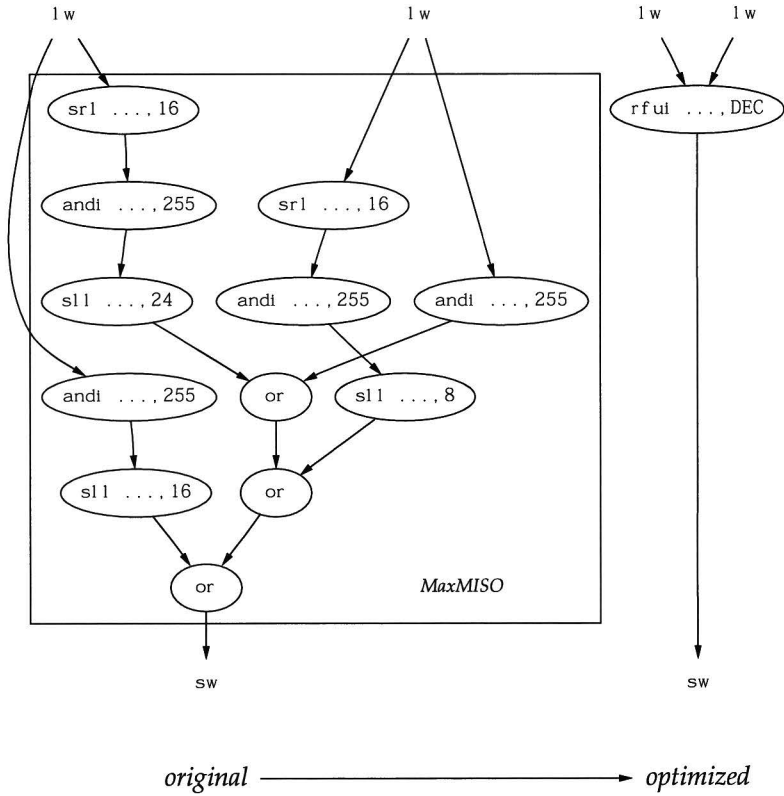 lw lw lw lw
srl ...,16 rfui ...,DEC
andi ...,255 srl ...,16
sll ...,24 andi ...,255 andi ...,255
andi ...,255 or sll ...,8
sll ...,16 or
or MaxMISO
sw sw
original optimized